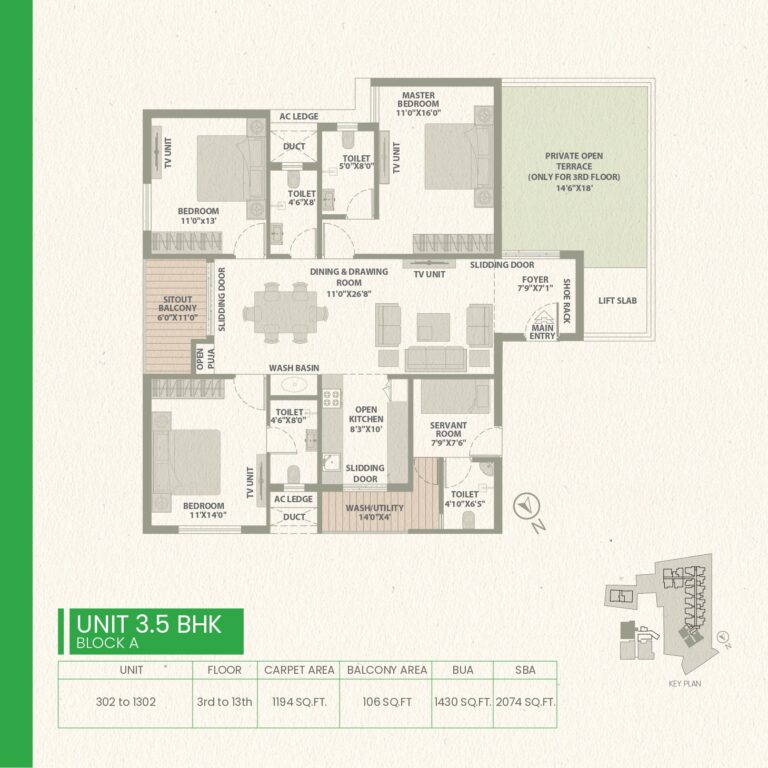 AC LEDGE
DUCT
MASTER
BEDROOM
11'0"X16'0"
TV UNIT
TOILET
5'0"X8'0"
TV UNIT
TOILET
4'6"X8'
BEDROOM
11'0"x13'
PRIVATE OPEN
TERRACE
(ONLY FOR 3RD FLOOR)
14'6"X18'
SLIDDING DOOR
DINING & DRAWING
ROOM
11'0"X26'8"
TV UNIT
FOYER
7'9"X7'1"
SHOE RACK
LIFT SLAB
MAIN
ENTRY
SITOUT
BALCONY
6'0"X11'0"
SLIDDING DOOR
OPEN
PUJA
WASH BASIN
TOILET
4'6"X8'0"
OPEN
KITCHEN
8'3"X10'
SLIDDING
DOOR
SERVANT
ROOM
7'9"X7'6"
TV UNIT
BEDROOM
11'X14'0"
AC LEDGE
DUCT
WASH/UTILITY
14'0"X4'
TOILET
4'10"X6'5"
N
UNIT 3.5 BHK
BLOCK A
UNIT FLOOR CARPET AREA BALCONY AREA BUA SBA
302 to 1302 3rd to 13th 1194 SQ.FT. 106 SQ.FT 1430 SQ.FT. 2074 SQ.FT.
N
KEY PLAN